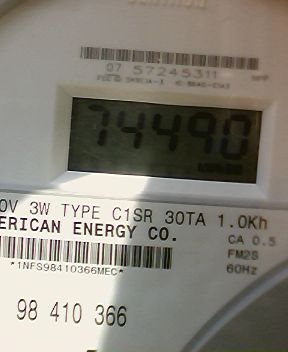 07 57245311
74490
0V 3W TYPE C1SR 30TA 1.0Kh
ERICAN ENERGY CO. CA 0.5
FM2S
*1NFS98410366MEC* 60Hz
98 410 366